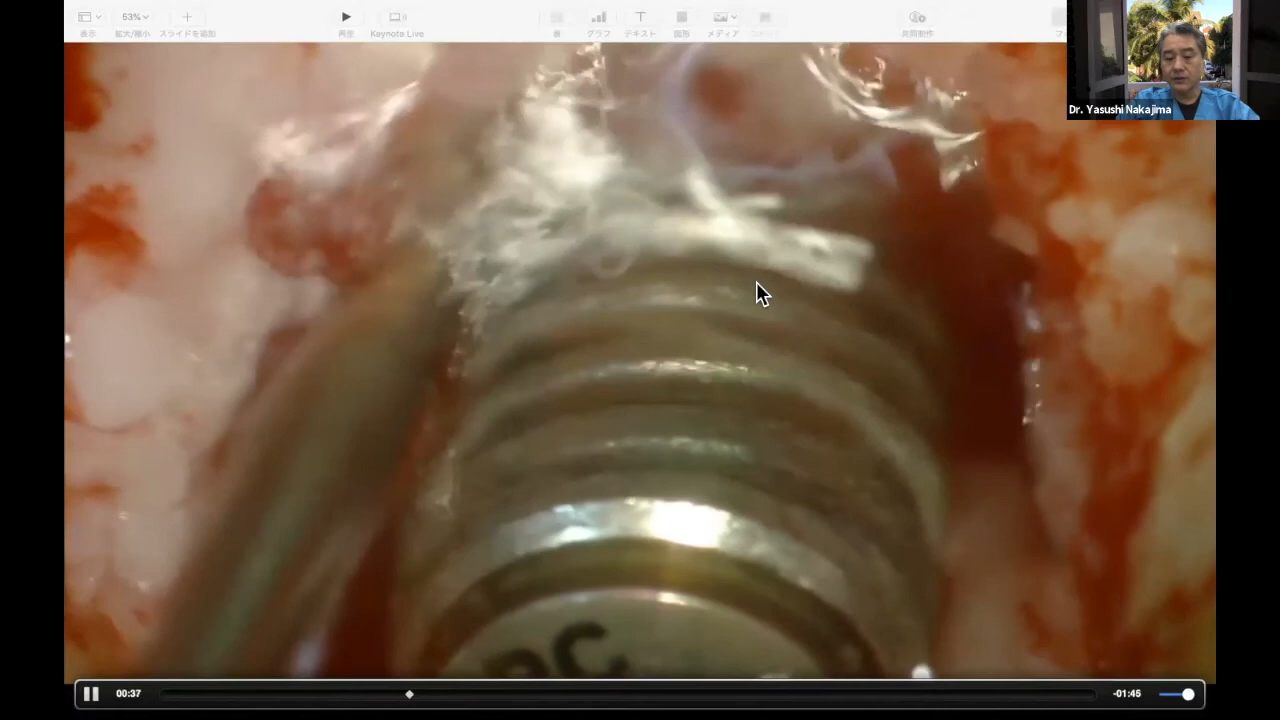 53%
表示
拡大/縮小
スライドを追加
再生
Keynote Live
表
グラフ
テキスト
図形
メディア
共同動作
Dr. Yasushi Nakajima
00:37
-01:45